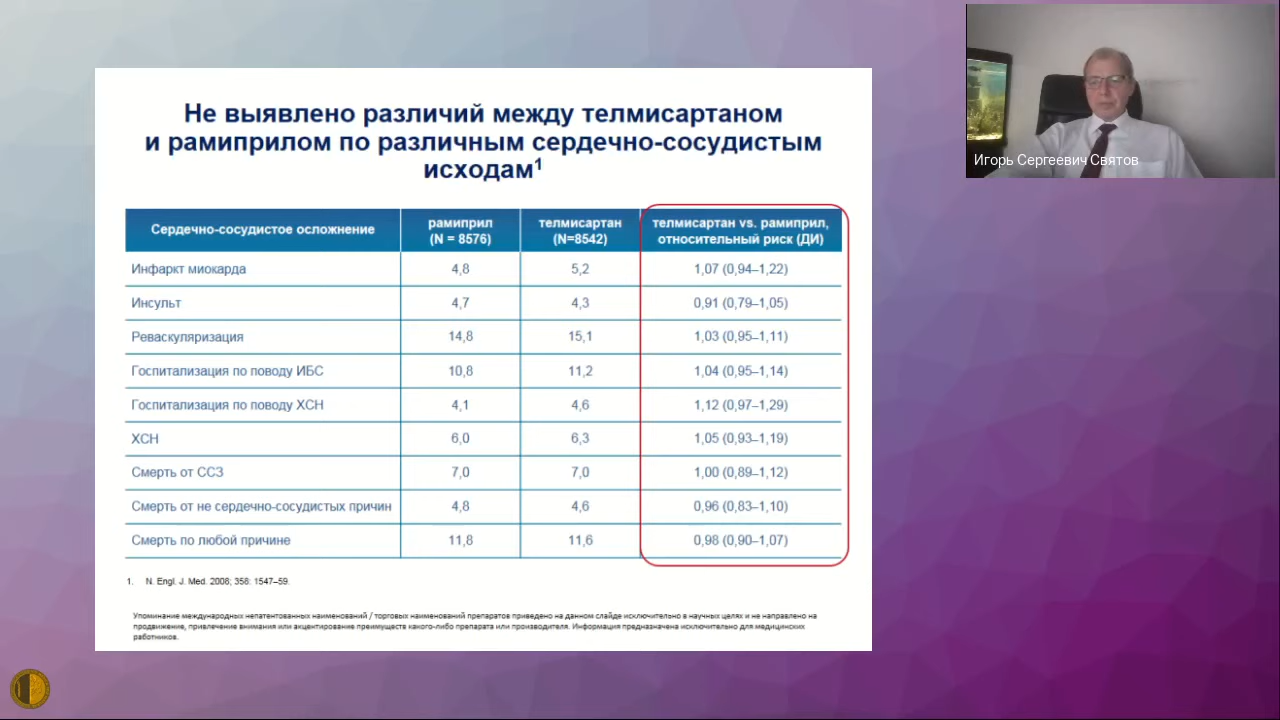 Не выявлено различий между телмисартаном
и рамиприлом по различным сердечно-сосудистым
исходам1
Сердечно-сосудистое осложнение рамиприл (N = 8576) телмисартан (N=8542) телмисартан vs. рамиприл, относительный риск (ДИ)
Инфаркт миокарда 4,8 5,2 1,07 (0,94–1,22)
Инсульт 4,7 4,3 0,91 (0,79–1,05)
Реваскуляризация 14,8 15,1 1,03 (0,95–1,11)
Госпитализация по поводу ИБС 10,8 11,2 1,04 (0,95–1,14)
Госпитализация по поводу ХСН 4,1 4,6 1,12 (0,97–1,29)
ХСН 6,0 6,3 1,05 (0,93–1,19)
Смерть от ССЗ 7,0 7,0 1,00 (0,89–1,12)
Смерть от не сердечно-сосудистых причин 4,8 4,6 0,96 (0,83–1,10)
Смерть по любой причине 11,8 11,6 0,98 (0,90–1,07)
1. N. Engl. J. Med. 2008; 358: 1547–59.
Упоминание международных непатентованных наименований / торговых наименований препаратов приведено на данном слайде исключительно в научных целях и не направлено на
продвижение, привлечение внимания или акцентирование преимуществ какого-либо препарата или производителя. Информация предназначена исключительно для медицинских
работников.
Игорь Сергеевич Святов